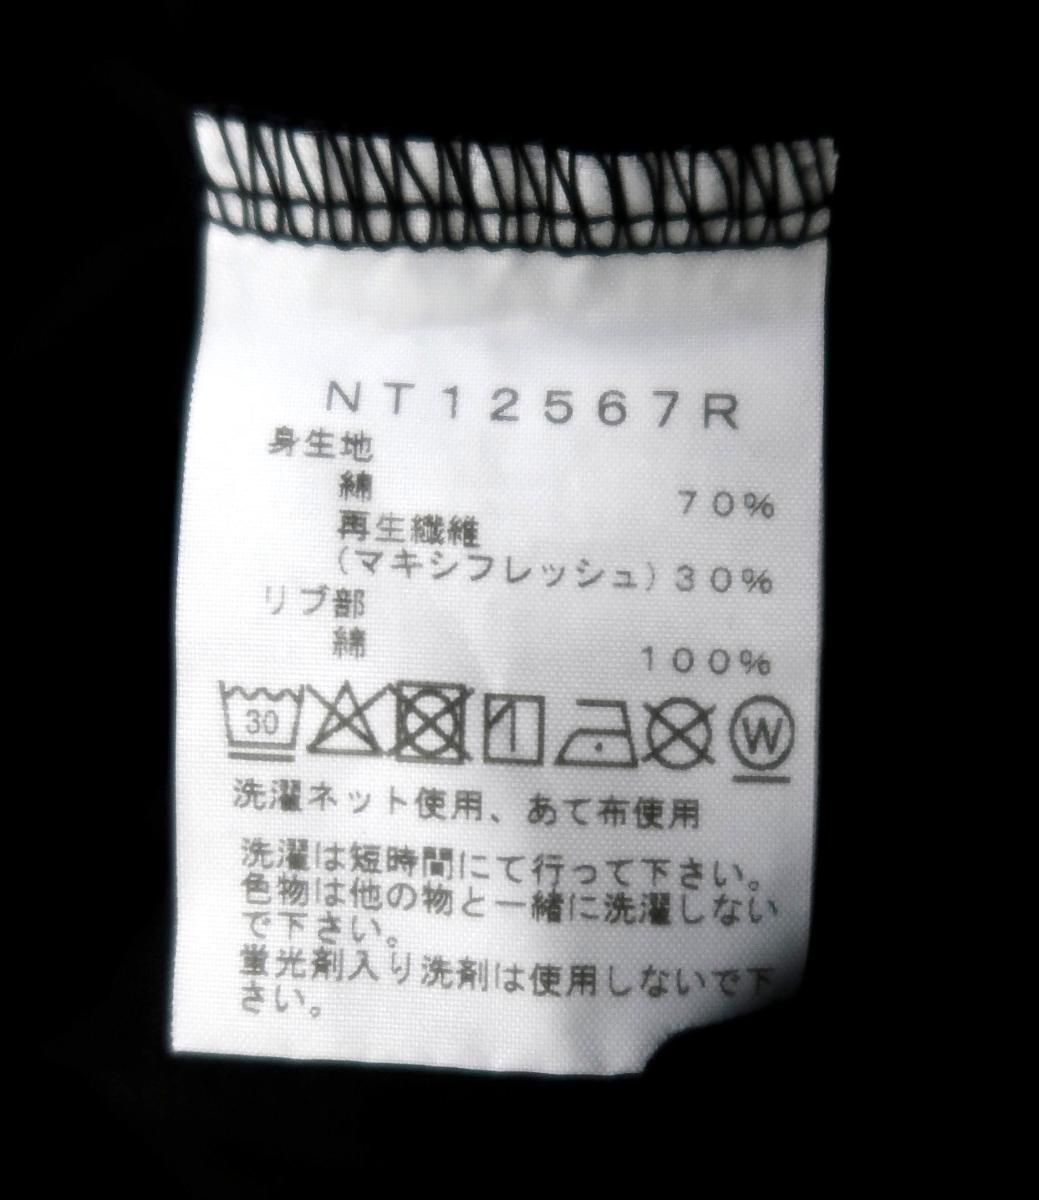 NT12567R
身生地
綿 70%
再生繊維
(マキシフレッシュ)30%
リブ部
綿 100%
30 W
洗濯ネット使用、あて布使用
洗濯は短時間にて行って下さい。
色物は他の物と一緒に洗濯しない
で下さい。
蛍光剤入り洗剤は使用しないで下
さい。